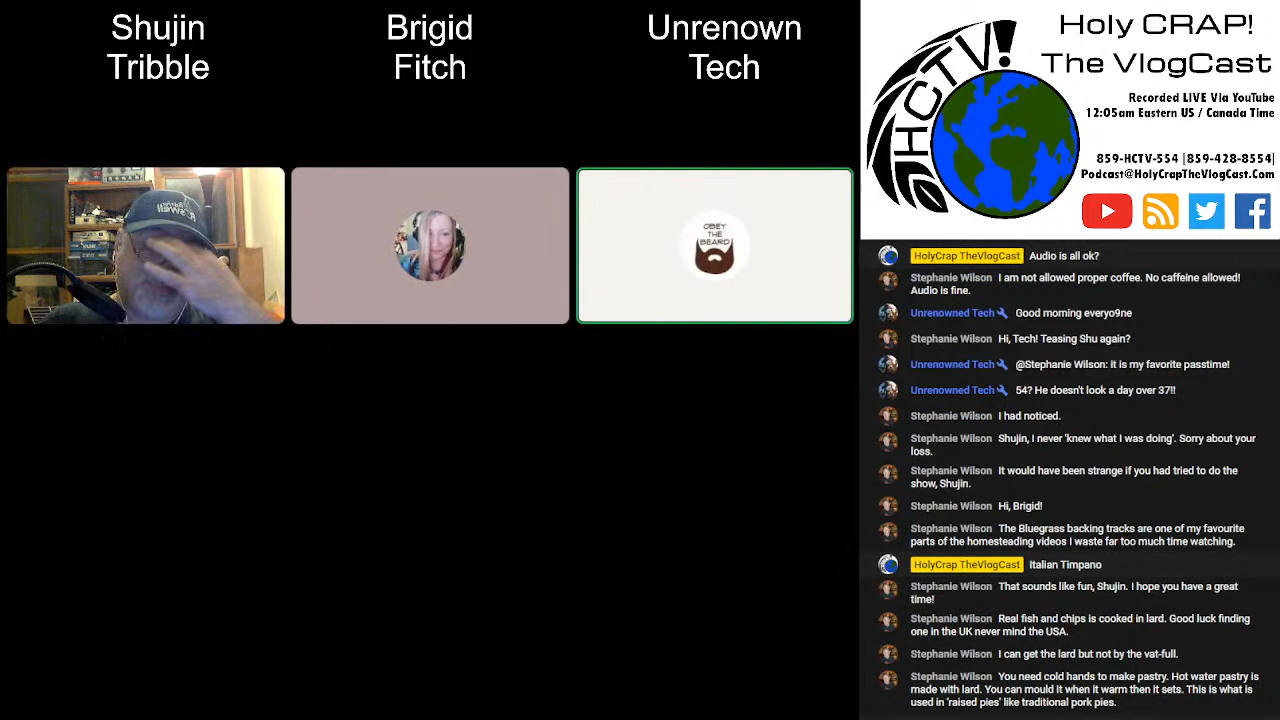 Shujin
Tribble
Brigid
Fitch
Unrenown
Tech
OBEY
THE
BEARD
HCTV!
Holy CRAP!
The VlogCast
Recorded LIVE Via YouTube
12:05am Eastern US / Canada Time
859-HCTV-554 [859-428-8554]
Podcast@HolyCrapTheVlogCast.Com
HolyCrap TheVlogCast Audio is all ok?
Stephanie Wilson I am not allowed proper coffee. No caffeine allowed!
Audio is fine.
Unrenowned Tech Good morning everyo9ne
Stephanie Wilson Hi, Tech! Teasing Shu again?
Unrenowned Tech @Stephanie Wilson: it is my favorite passtime!
Unrenowned Tech 54? He doesn't look a day over 37!!
Stephanie Wilson I had noticed.
Stephanie Wilson Shujin, I never 'knew what I was doing'. Sorry about your
loss.
Stephanie Wilson It would have been strange if you had tried to do the
show, Shujin.
Stephanie Wilson Hi, Brigid!
Stephanie Wilson The Bluegrass backing tracks are one of my favourite
parts of the homesteading videos I waste far too much time watching.
HolyCrap TheVlogCast Italian Timpano
Stephanie Wilson That sounds like fun, Shujin. I hope you have a great
time!
Stephanie Wilson Real fish and chips is cooked in lard. Good luck finding
one in the UK never mind the USA.
Stephanie Wilson I can get the lard but not by the vat-full.
Stephanie Wilson You need cold hands to make pastry. Hot water pastry is
made with lard. You can mould it when it warm then it sets. This is what is
used in 'raised pies' like traditional pork pies.